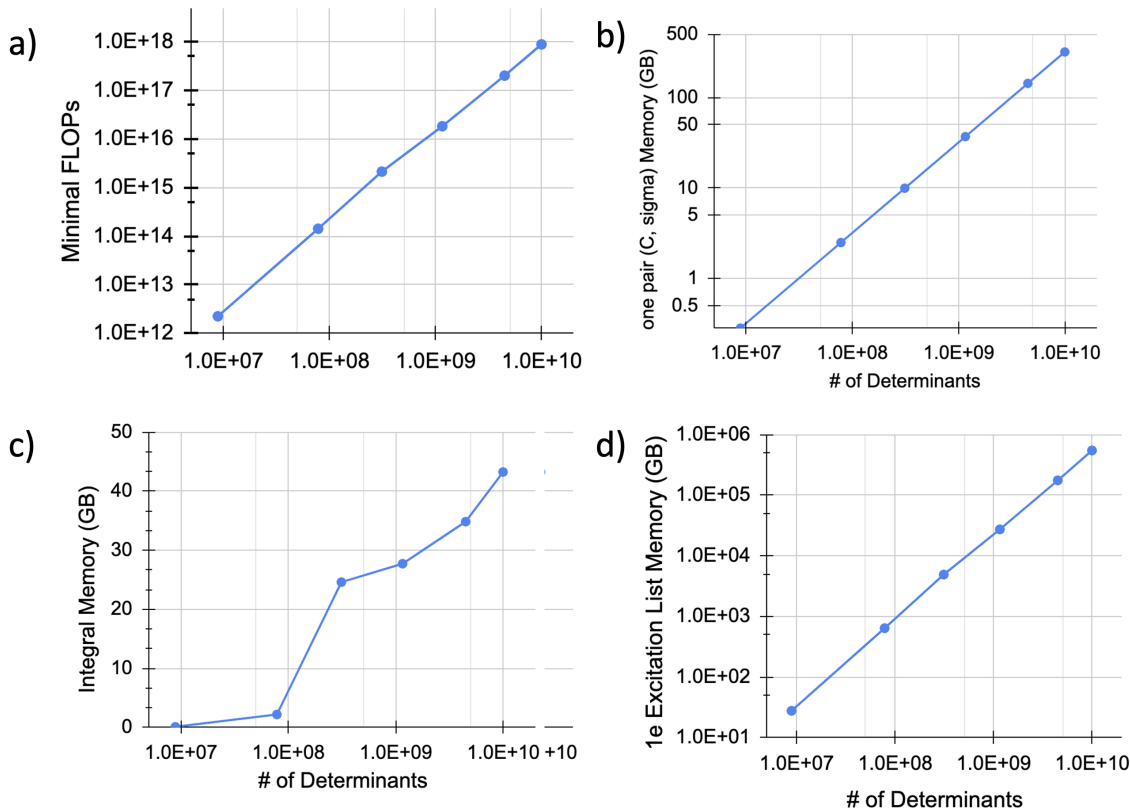 a)
Minimal FLOPs
1.0E+18
1.0E+17
1.0E+16
1.0E+15
1.0E+14
1.0E+13
1.0E+12
1.0E+07 1.0E+08 1.0E+09 1.0E+10
b)
one pair (C, sigma) Memory (GB)
500
100
50
10
5
1
0.5
1.0E+07 1.0E+08 1.0E+09 1.0E+10
# of Determinants
c)
Integral Memory (GB)
50
40
30
20
10
0
1.0E+07 1.0E+08 1.0E+09 1.0E+10 +10
# of Determinants
d)
1e Excitation List Memory (GB)
1.0E+06
1.0E+05
1.0E+04
1.0E+03
1.0E+02
1.0E+01
1.0E+07 1.0E+08 1.0E+09 1.0E+10
# of Determinants